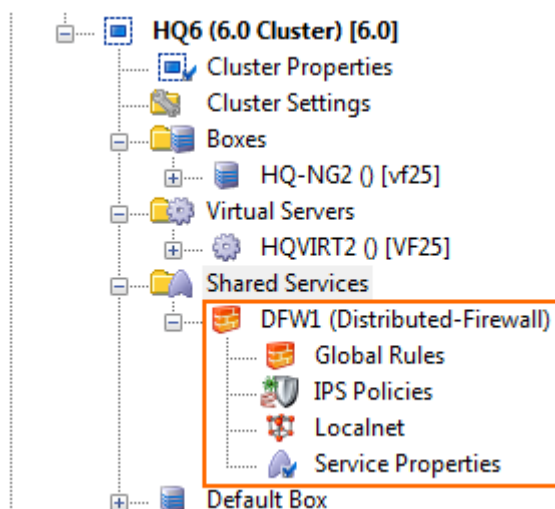 HQ6 (6.0 Cluster) [6.0]
Cluster Properties
Cluster Settings
Boxes
HQ-NG2 () [vf25]
Virtual Servers
HQVIRT2 () [VF25]
Shared Services
DFW1 (Distributed-Firewall)
Global Rules
IPS Policies
Localnet
Service Properties
Default Box